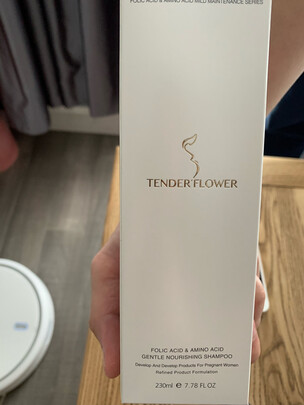 FOLIC ACID & AMINO ACID MILD MAINTENANCE SERIES
TENDER FLOWER
FOLIC ACID & AMINO ACID
GENTLE NOURISHING SHAMPOO
Develop And Develop Products For Pregnant Women
Refined Product Formulation
230ml ℮ 7.78 FL OZ